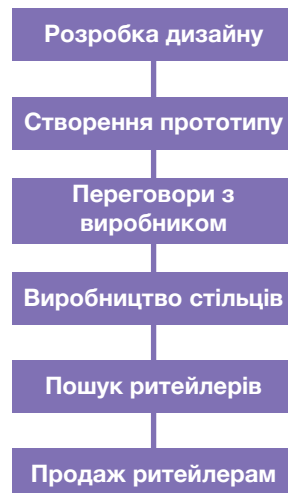 Розробка дизайну
Створення прототипу
Переговори з
виробником
Виробництво стільців
Пошук ритейлерів
Продаж ритейлерам